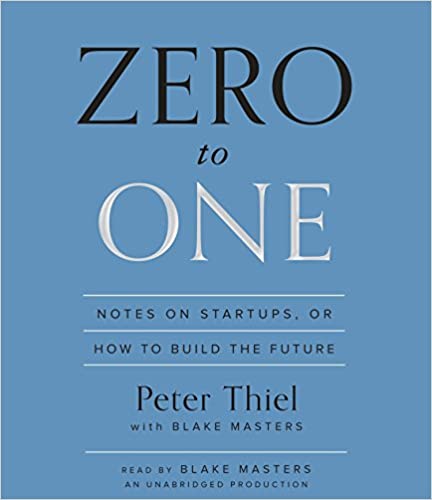 ZERO
to
ONE
NOTES ON STARTUPS, OR
HOW TO BUILD THE FUTURE
Peter Thiel
with BLAKE MASTERS
READ BY BLAKE MASTERS
AN UNABRIDGED PRODUCTION